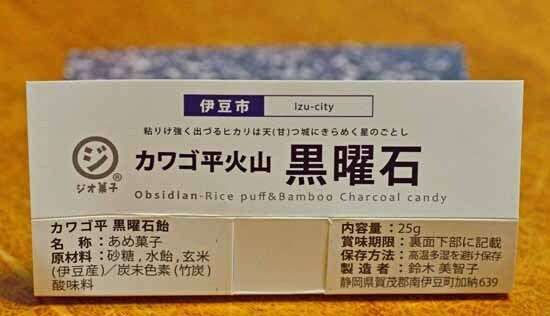 伊豆市 Izu-city
粘りけ強く出づるヒカリは天(甘)つ城にきらめく星のごとし
ジ
®
ジオ菓子
カワゴ平火山 黒曜石
Obsidian-Rice puff&Bamboo Charcoal candy
カワゴ平 黒曜石飴
名　称：あめ菓子
原材料：砂糖，水飴，玄米
(伊豆産)／炭末色素(竹炭)
酸味料
内容量：25g
賞味期限：裏面下部に記載
保存方法：高温多湿を避け保存
製 造 者：鈴木 美智子
静岡県賀茂郡南伊豆町加納639